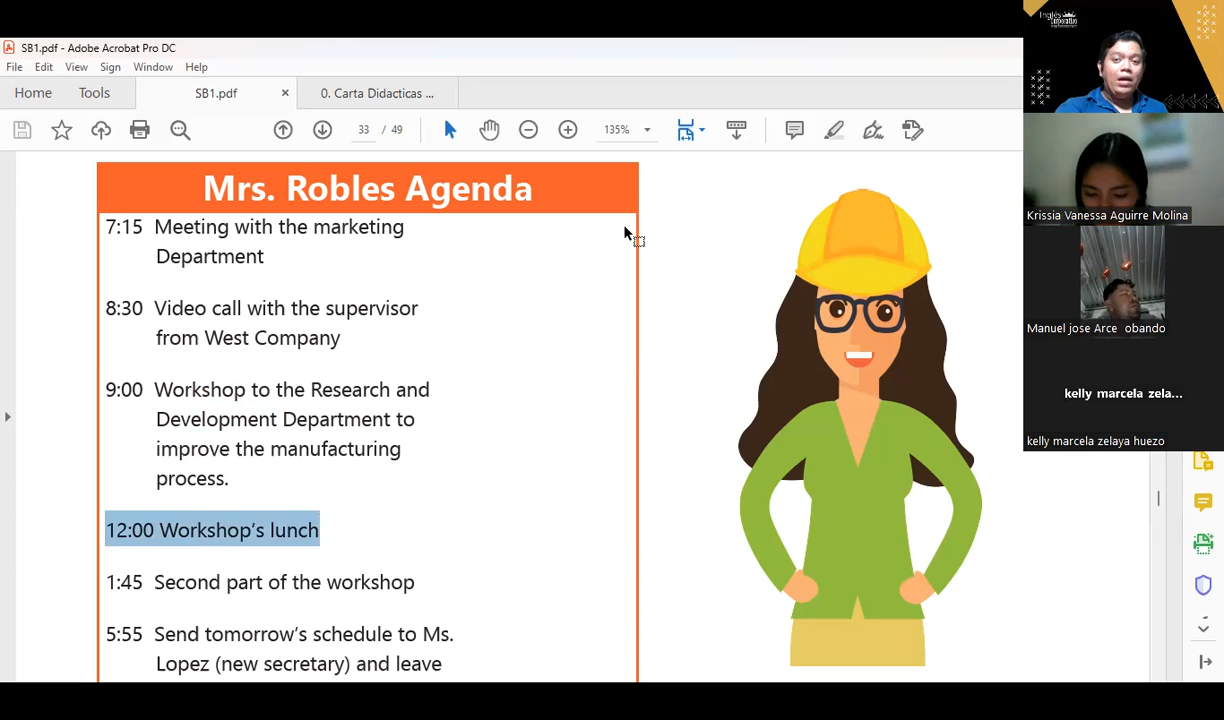 SB1.pdf - Adobe Acrobat Pro DC
File Edit View Sign Window Help
Home Tools SB1.pdf × 0. Carta Didacticas ...
33 / 49 135%
Mrs. Robles Agenda
7:15 Meeting with the marketing
Department
8:30 Video call with the supervisor
from West Company
9:00 Workshop to the Research and
Development Department to
improve the manufacturing
process.
12:00 Workshop's lunch
1:45 Second part of the workshop
5:55 Send tomorrow's schedule to Ms.
Lopez (new secretary) and leave
Inglés
Corporativo
Krissia Vanessa Aguirre Molina
Manuel jose Arce obando
kelly marcela zela...
kelly marcela zelaya huezo